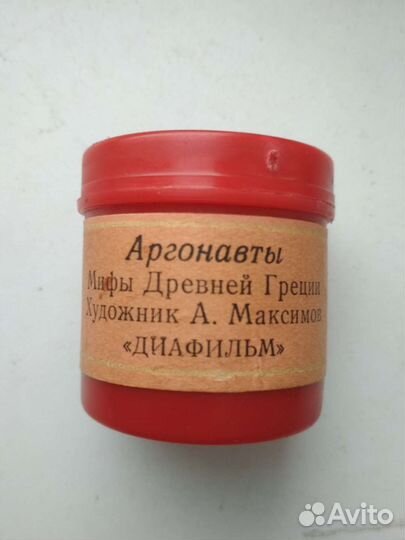 Аргонавты
Мифы Древней Греции
Художник А. Максимов
«ДИАФИЛЬМ»
Avito